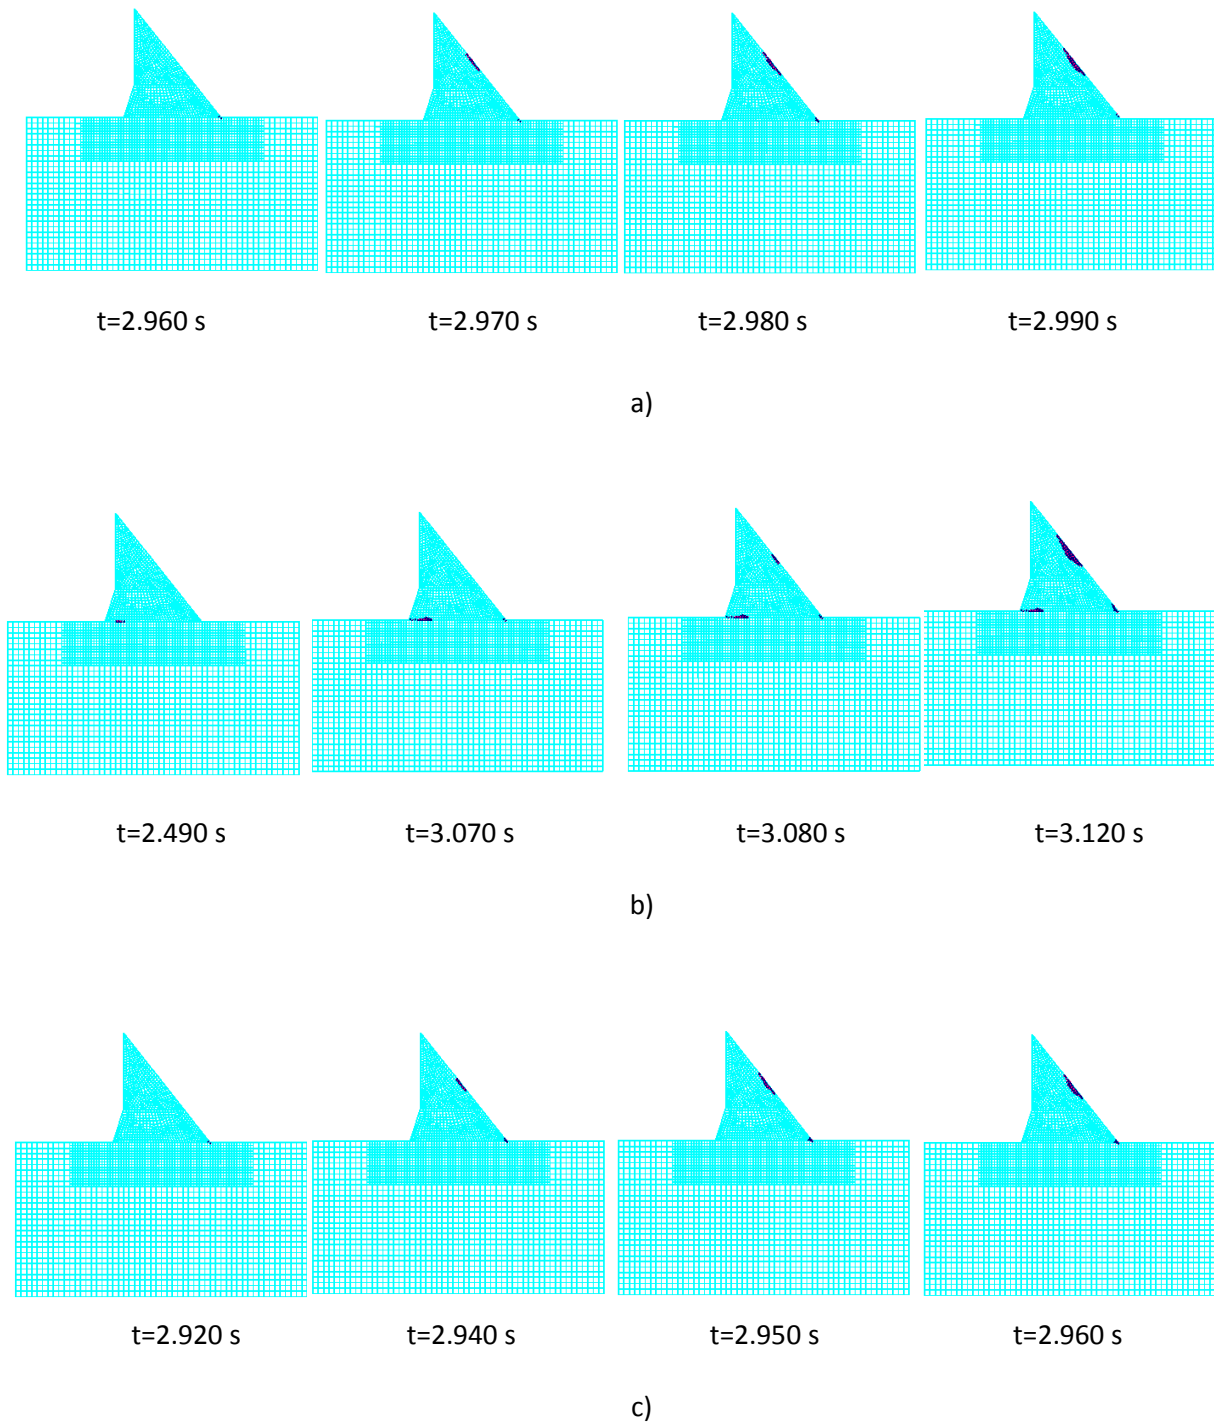 t=2.960 s t=2.970 s t=2.980 s t=2.990 s
a)
t=2.490 s t=3.070 s t=3.080 s t=3.120 s
b)
t=2.920 s t=2.940 s t=2.950 s t=2.960 s
c)